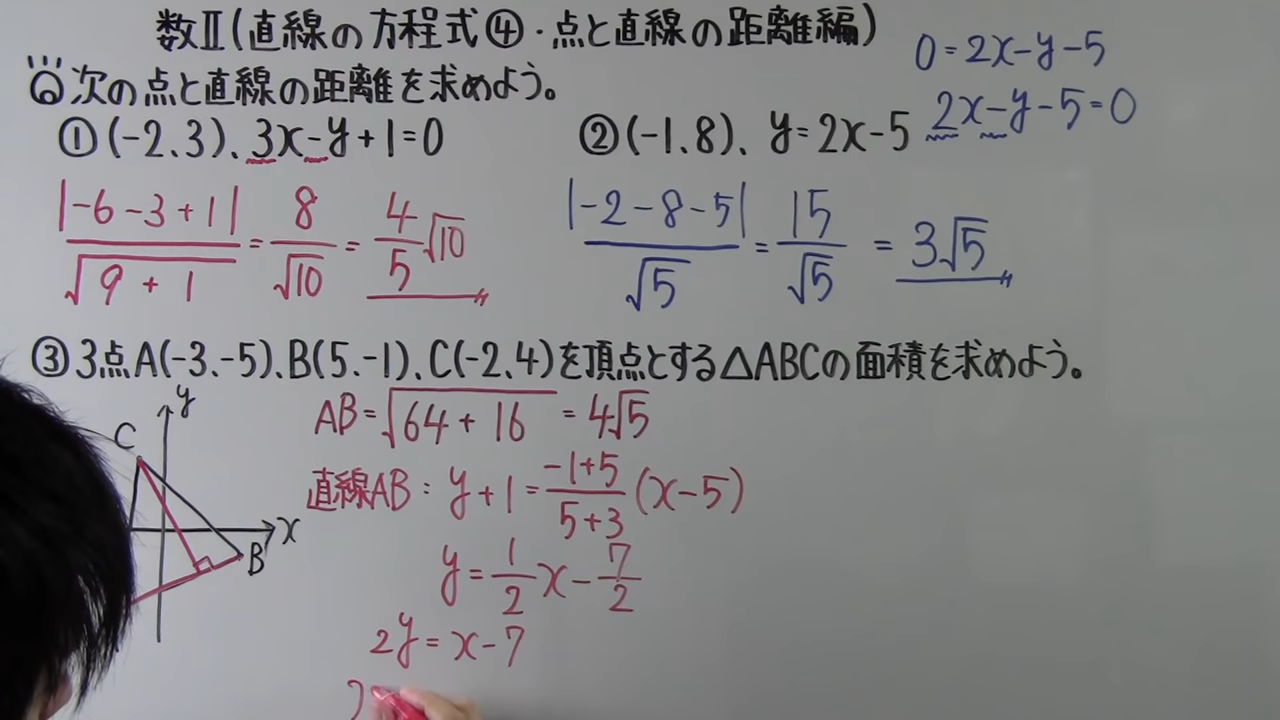 数Ⅱ(直線の方程式④・点と直線の距離編)
Q次の点と直線の距離を求めよう。
①(-2.3)、3x-y+1=0
|-6-3+1|/√(9+1) = 8/√10 = 4/5√10
②(-1.8)、y=2x-5
0=2x-y-5
2x-y-5=0
|-2-8-5|/√5 = 15/√5 = 3√5
③3点A(-3.-5)、B(5.-1)、C(-2.4)を頂点とする△ABCの面積を求めよう。
y
C
x
B
AB=√(64+16) = 4√5
直線AB：y+1=(-1+5)/(5+3)(x-5)
y=1/2x-7/2
2y=x-7